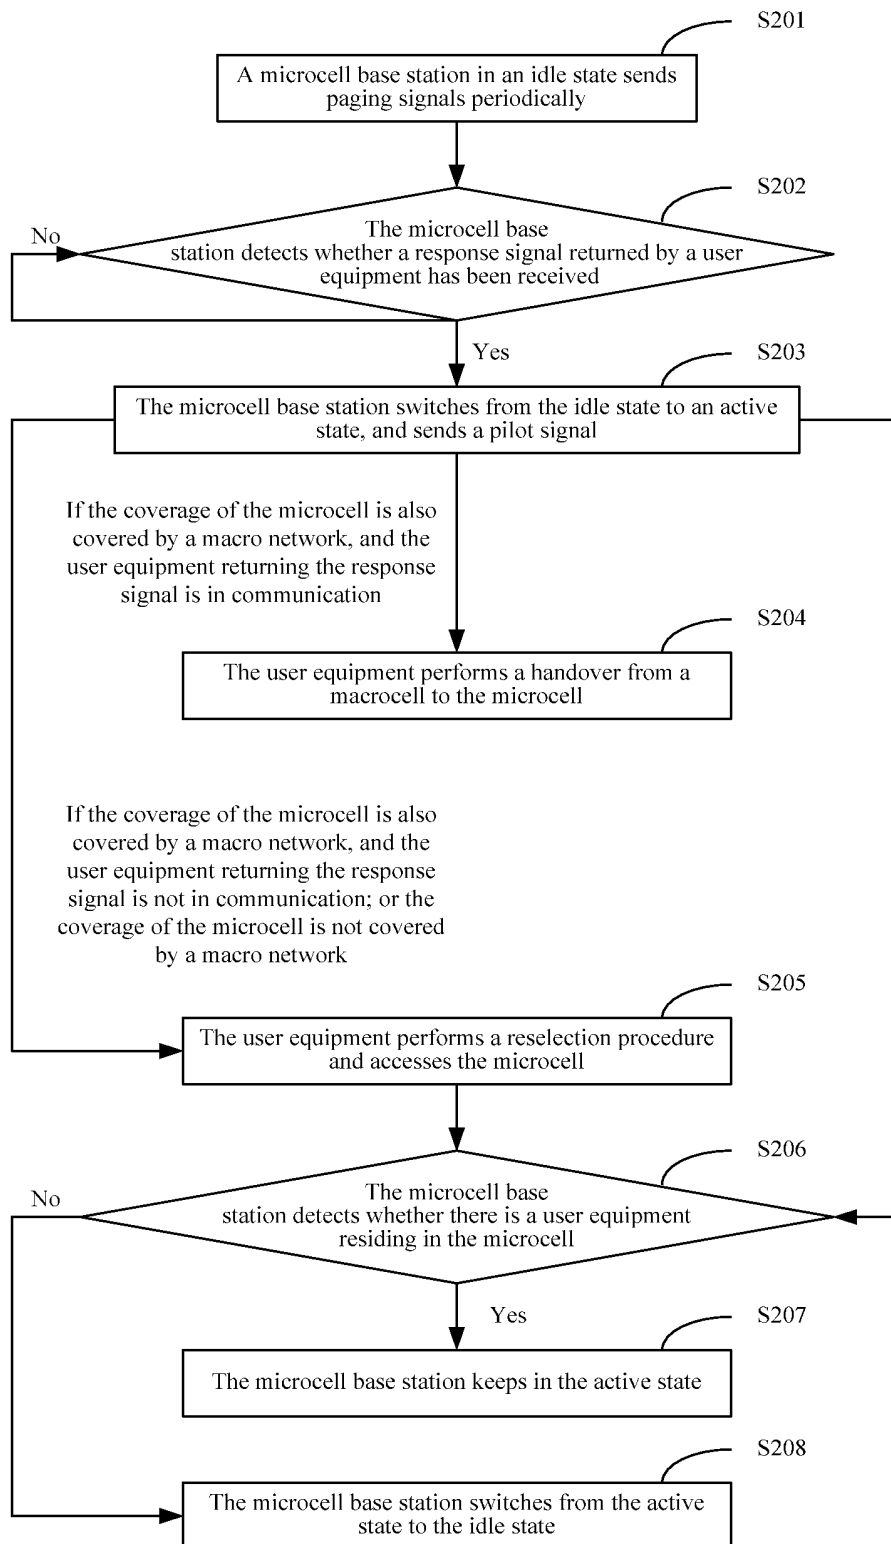 S201
A microcell base station in an idle state sends
paging signals periodically
S202
No
The microcell base
station detects whether a response signal returned by a user
equipment has been received
Yes
S203
The microcell base station switches from the idle state to an active
state, and sends a pilot signal
If the coverage of the microcell is also
covered by a macro network, and the
user equipment returning the response
signal is in communication
S204
The user equipment performs a handover from a
macrocell to the microcell
If the coverage of the microcell is also
covered by a macro network, and the
user equipment returning the response
signal is not in communication; or the
coverage of the microcell is not covered
by a macro network
S205
The user equipment performs a reselection procedure
and accesses the microcell
S206
No
The microcell base
station detects whether there is a user equipment
residing in the microcell
Yes
S207
The microcell base station keeps in the active state
S208
The microcell base station switches from the active
state to the idle state